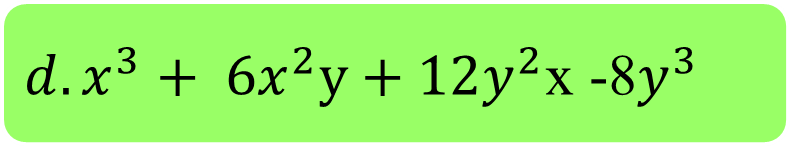 d. x³ + 6x²y + 12y²x -8y³